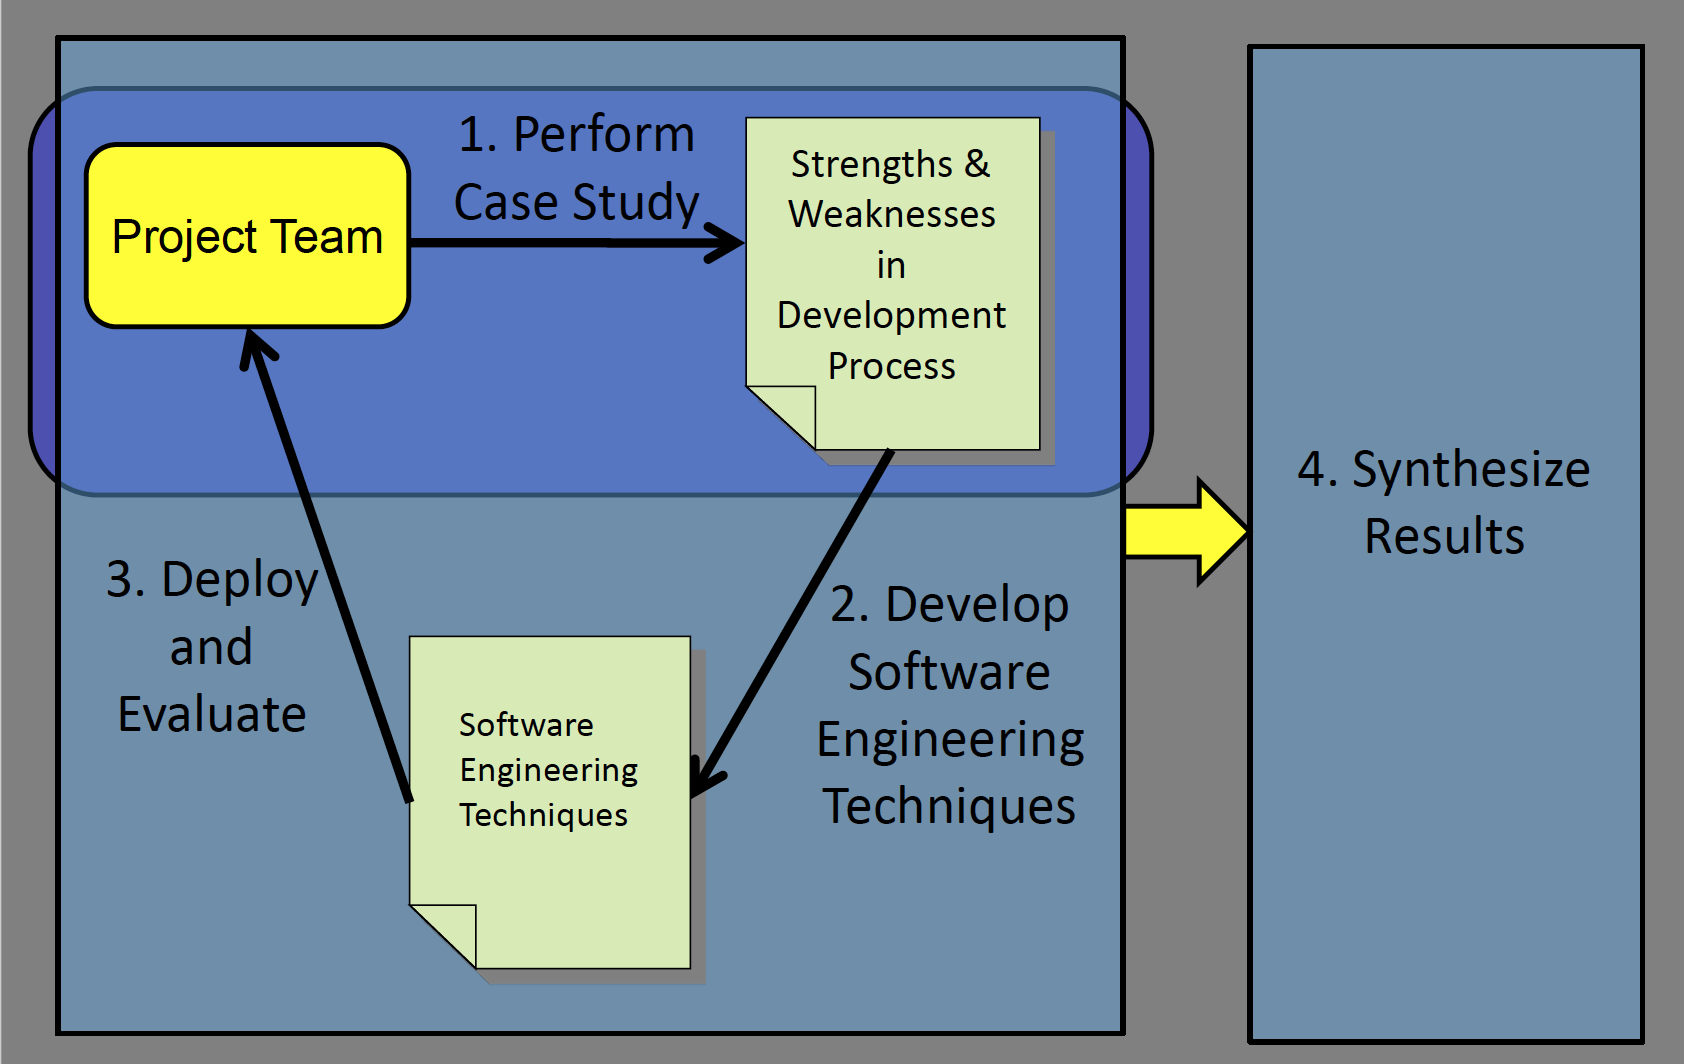 1. Perform
Case Study
Project Team
Strengths &
Weaknesses
in
Development
Process
3. Deploy
and
Evaluate
2. Develop
Software
Engineering
Techniques
Software
Engineering
Techniques
4. Synthesize
Results